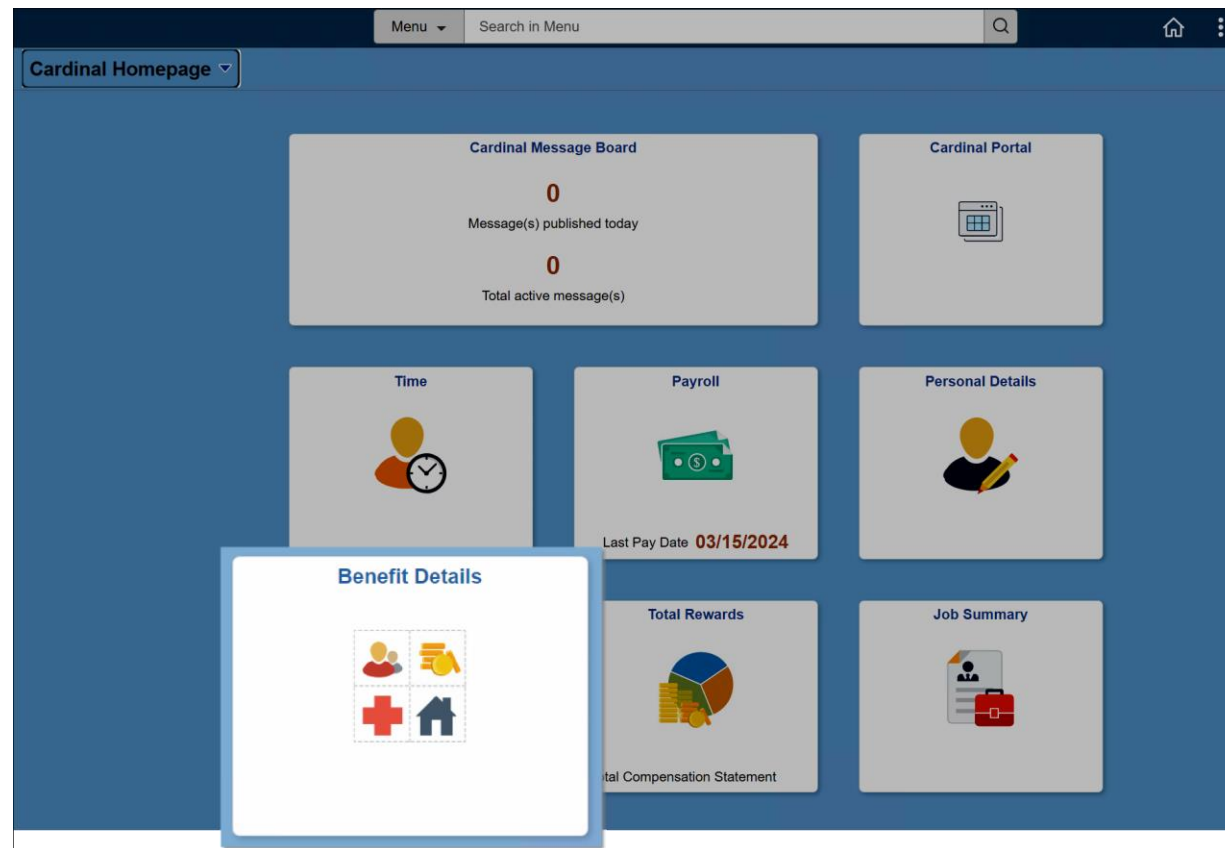 Menu
Search in Menu
Cardinal Homepage
Cardinal Message Board
0
Message(s) published today
0
Total active message(s)
Cardinal Portal
Time
Payroll
Last Pay Date 03/15/2024
Personal Details
Benefit Details
Total Rewards
Compensation Statement
Job Summary